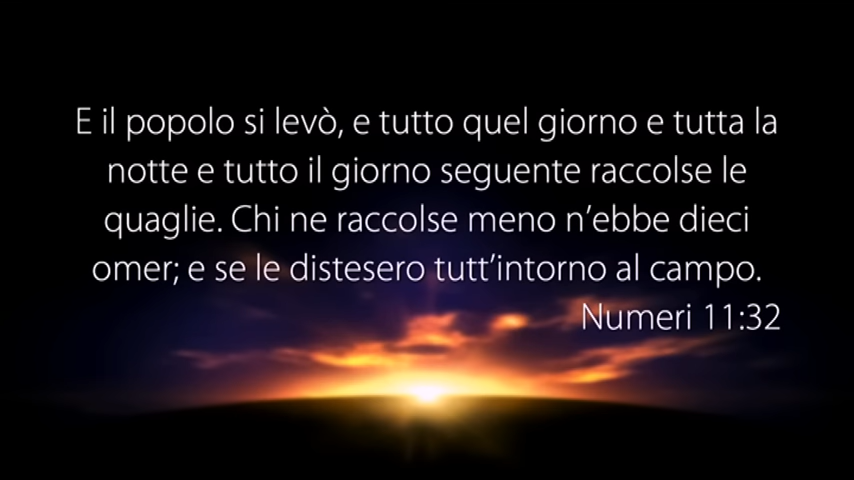 E il popolo si levò, e tutto quel giorno e tutta la
notte e tutto il giorno seguente raccolse le
quaglie. Chi ne raccolse meno n’ebbe dieci
omer; e se le distesero tutt’intorno al campo.
Numeri 11:32